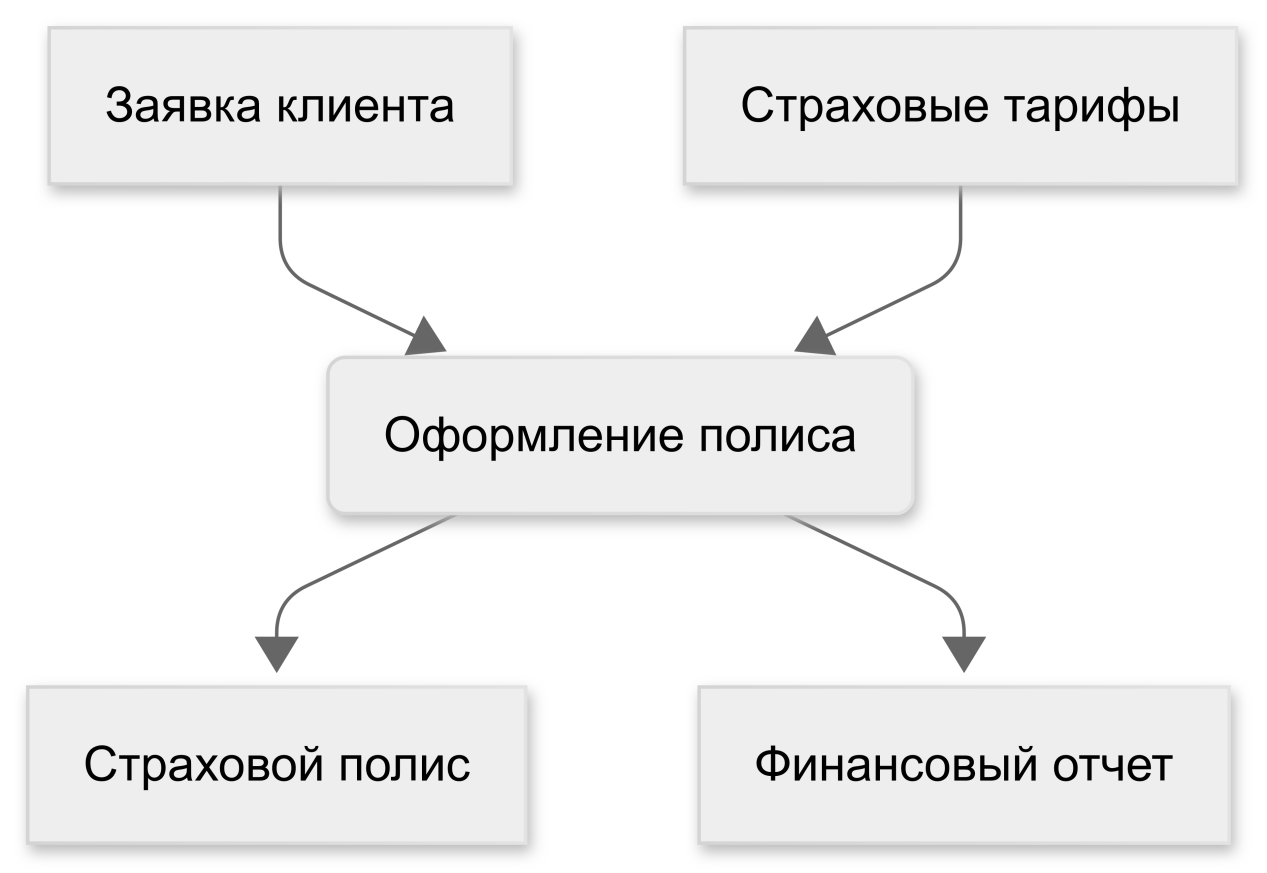 Заявка клиента
Страховые тарифы
Оформление полиса
Страховой полис
Финансовый отчет